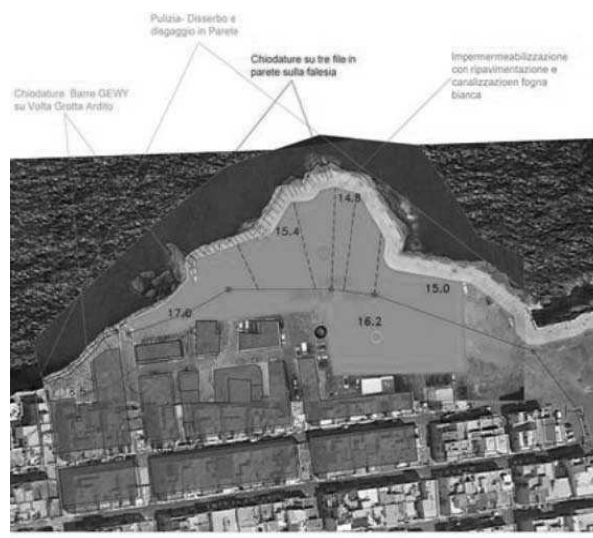 Pulizia- Disserbo e
disgaggio in Parete
Chiodature su tre file in
parete sulla falesia
Impermermeabilizzazione
con ripavimentazione e
canalizzazioen fogna
bianca
Chiodature Barre GEWY
su Volta Grotta Ardito
14.8
15.4
15.0
17.0
16.2